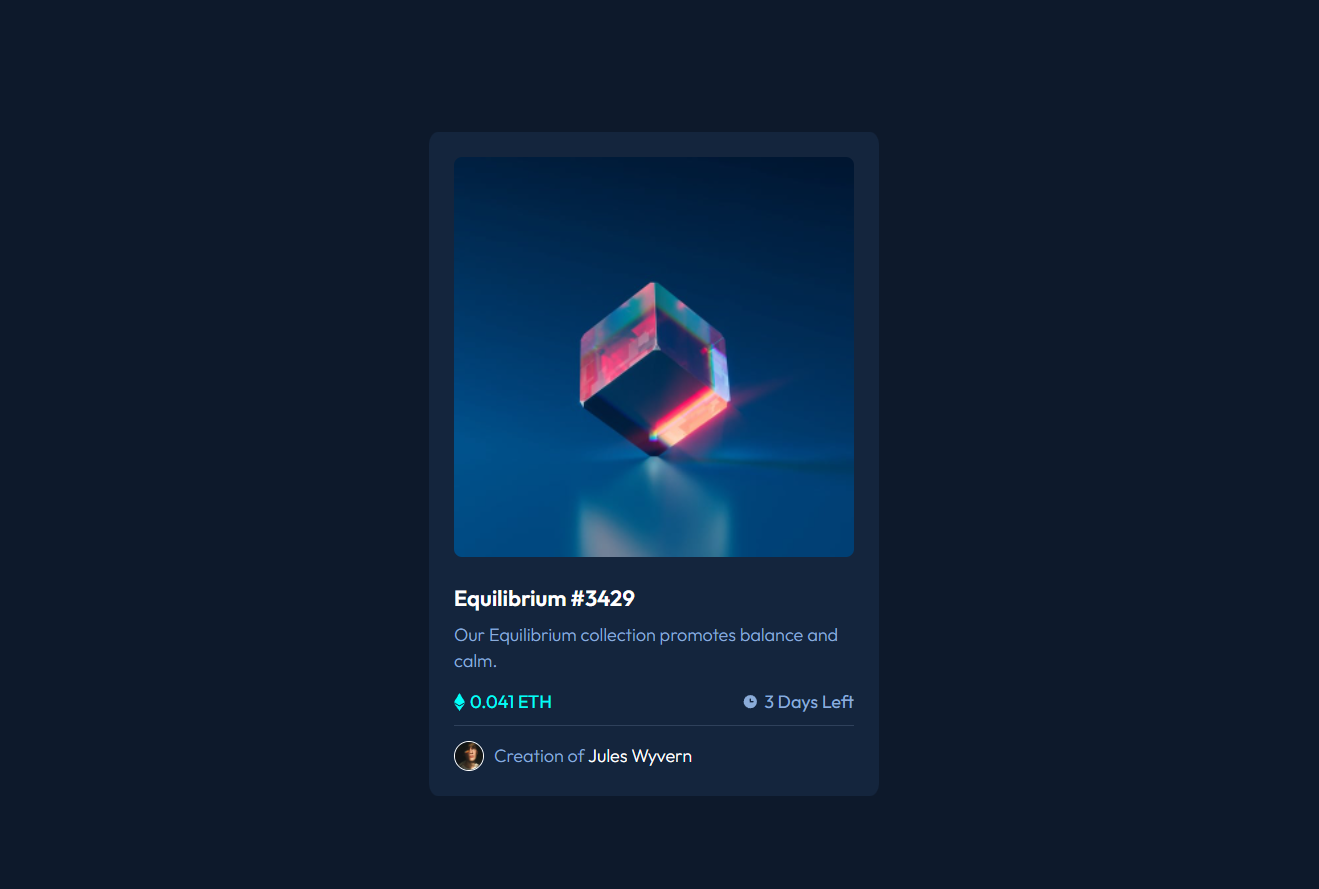 Equilibrium #3429
Our Equilibrium collection promotes balance and
calm.
0.041 ETH
3 Days Left
Creation of Jules Wyvern